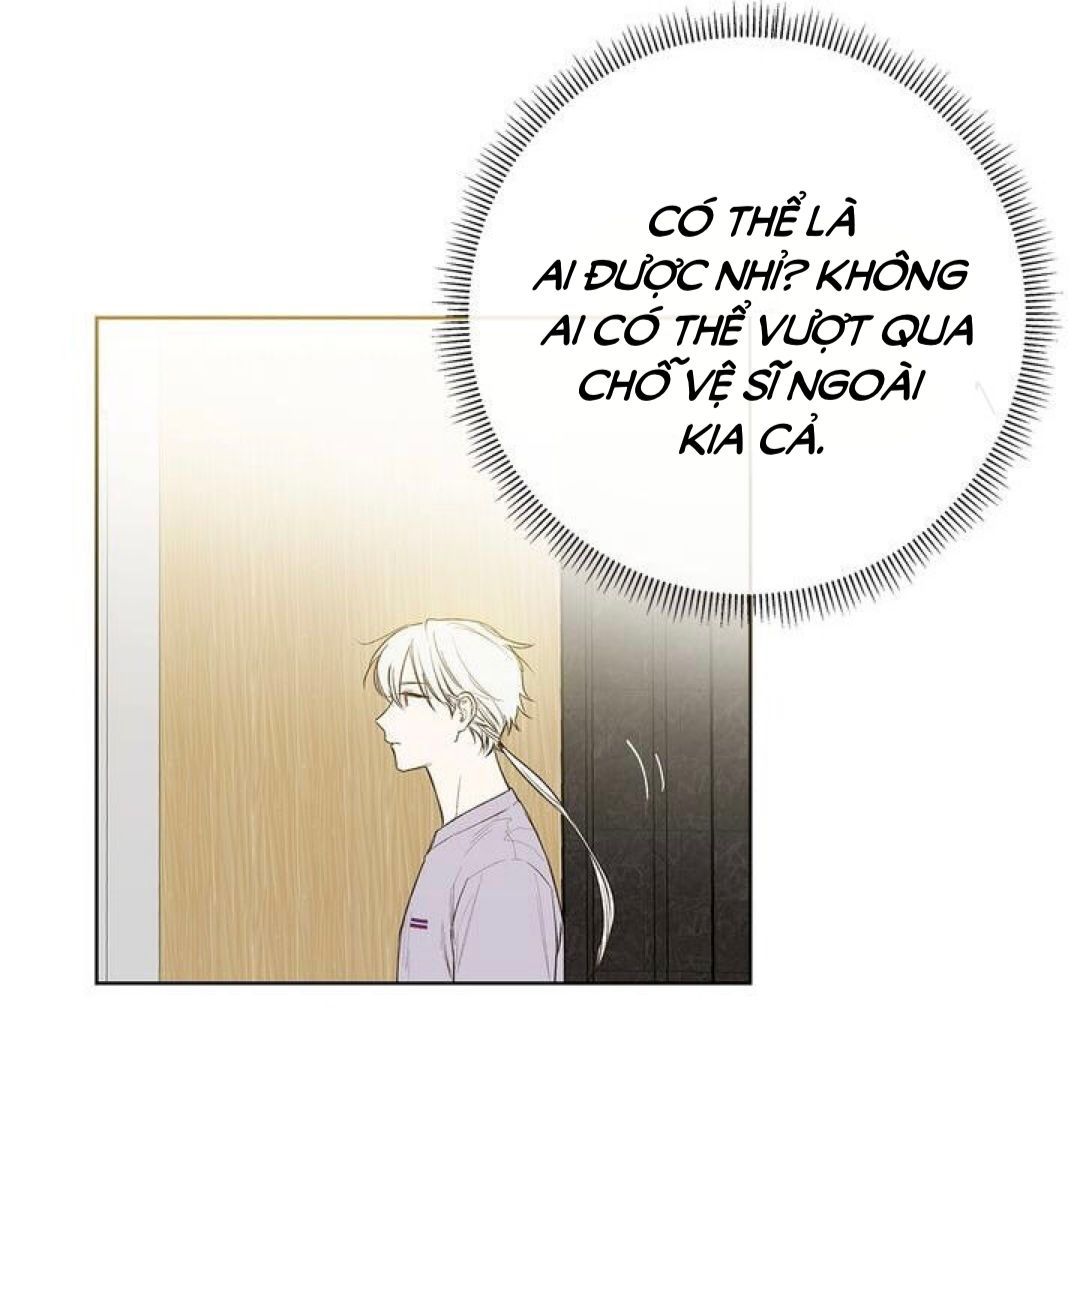 CÓ THỂ LÀ
AI ĐƯỢC NHỈ? KHÔNG
AI CÓ THỂ VƯỢT QUA
CHỖ VỆ SĨ NGOÀI
KIA CẢ.